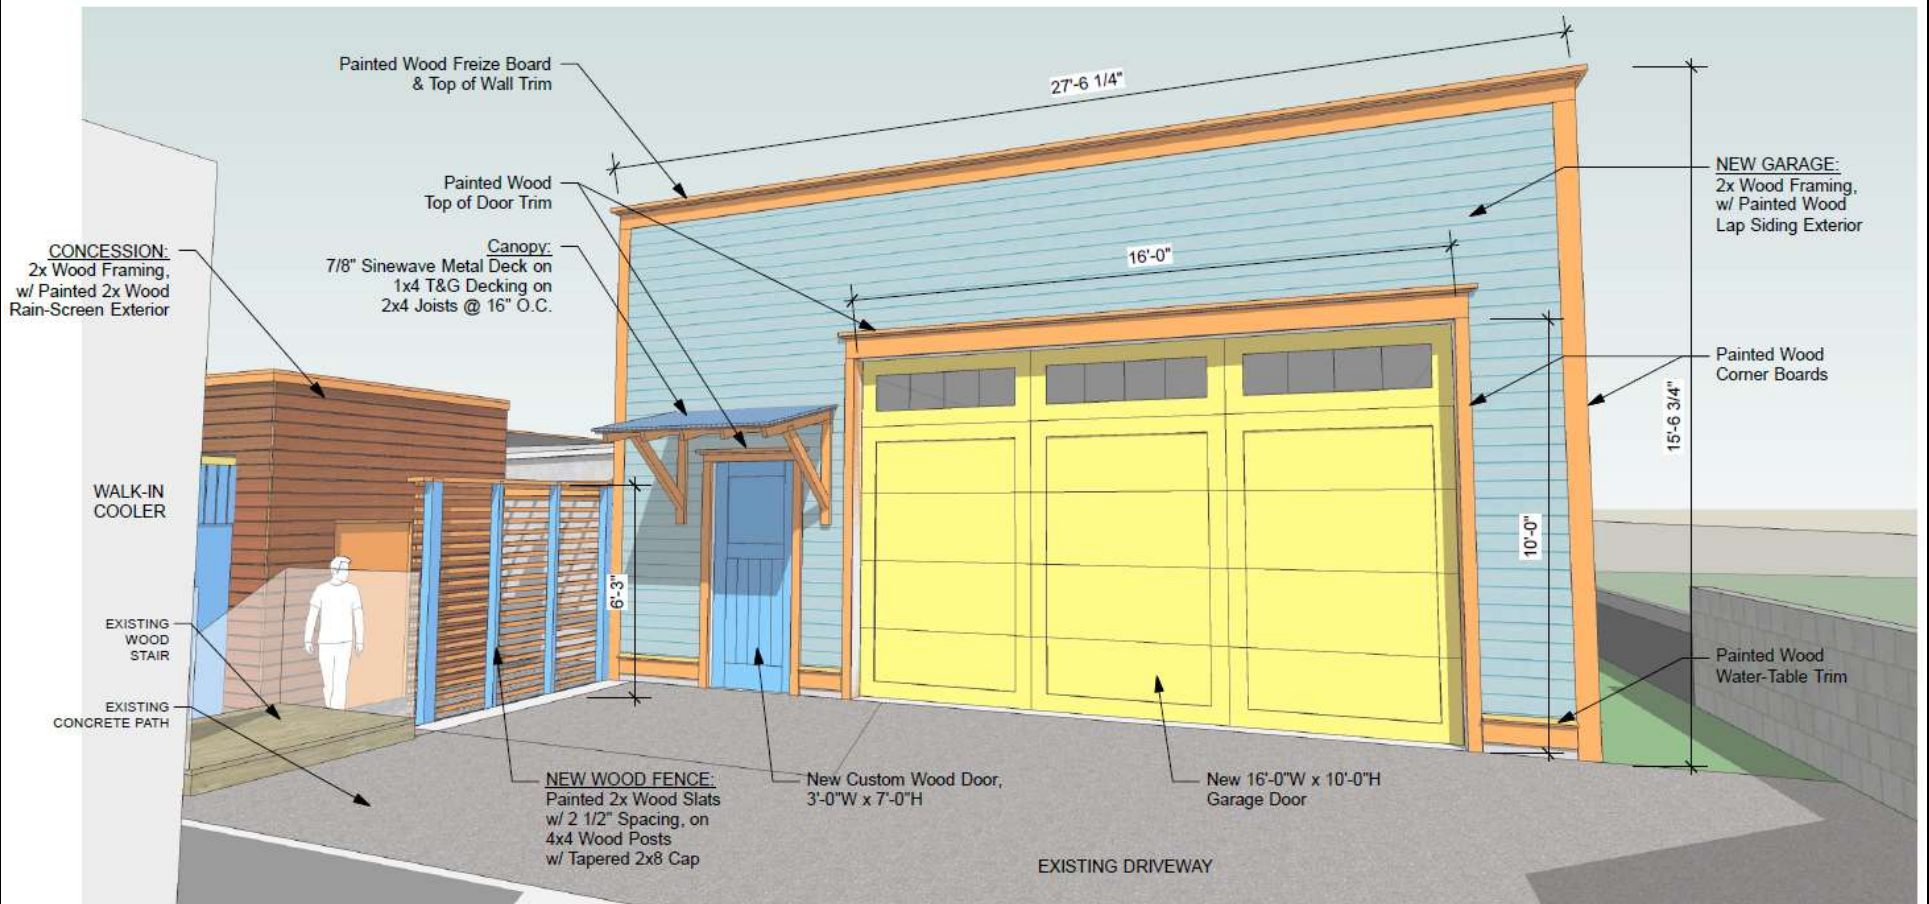 Painted Wood Freize Board
& Top of Wall Trim
27'-6 1/4"
Painted Wood
Top of Door Trim
NEW GARAGE:
2x Wood Framing,
w/ Painted Wood
Lap Siding Exterior
CONCESSION:
2x Wood Framing,
w/ Painted 2x Wood
Rain-Screen Exterior
Canopy:
7/8" Sinewave Metal Deck on
1x4 T&G Decking on
2x4 Joists @ 16" O.C.
16'-0"
Painted Wood
Corner Boards
15'-6 3/4"
WALK-IN
COOLER
10'-0"
6'-3"
EXISTING
WOOD
STAIR
Painted Wood
Water-Table Trim
EXISTING
CONCRETE PATH
NEW WOOD FENCE:
Painted 2x Wood Slats
w/ 2 1/2" Spacing, on
4x4 Wood Posts
w/ Tapered 2x8 Cap
New Custom Wood Door,
3'-0"W x 7'-0"H
New 16'-0"W x 10'-0"H
Garage Door
EXISTING DRIVEWAY